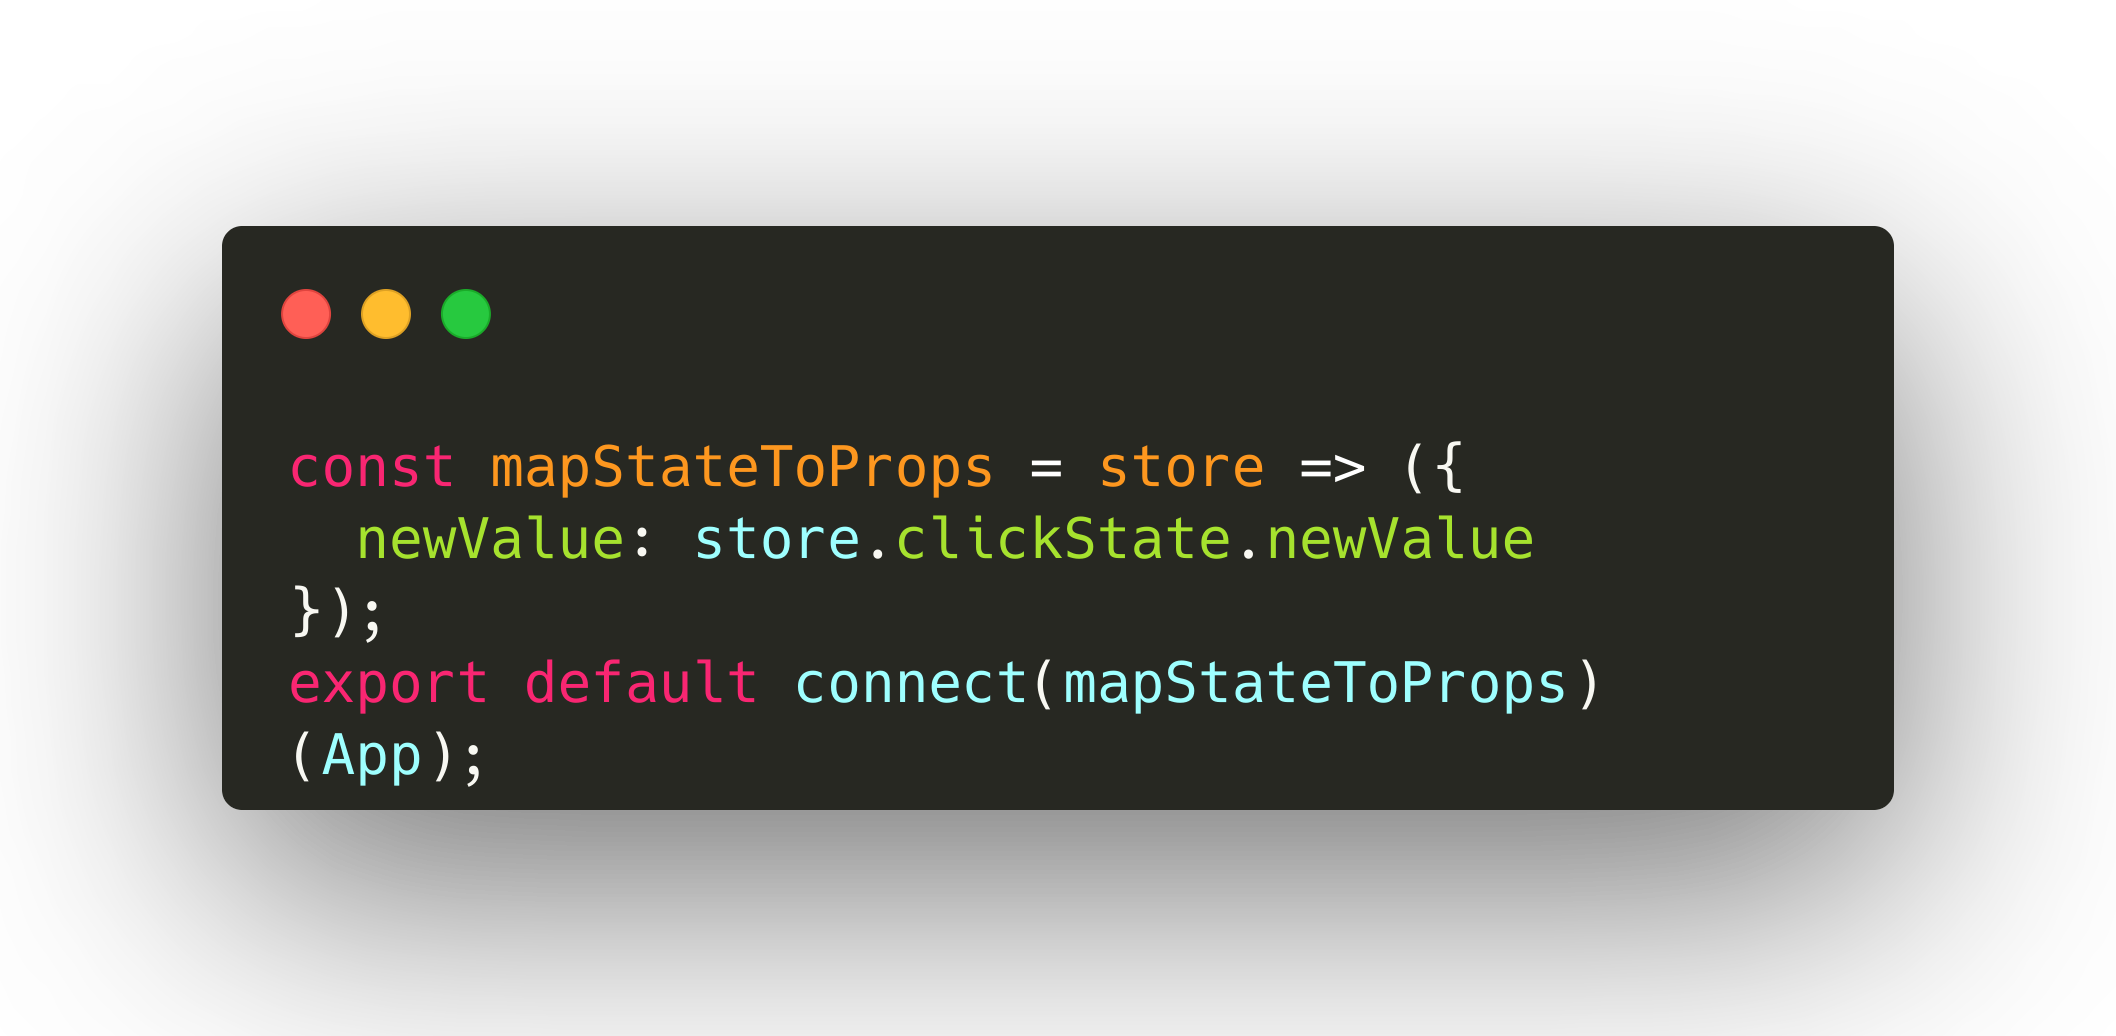 const mapStateToProps = store => ({
  newValue: store.clickState.newValue
});
export default connect(mapStateToProps)
(App);